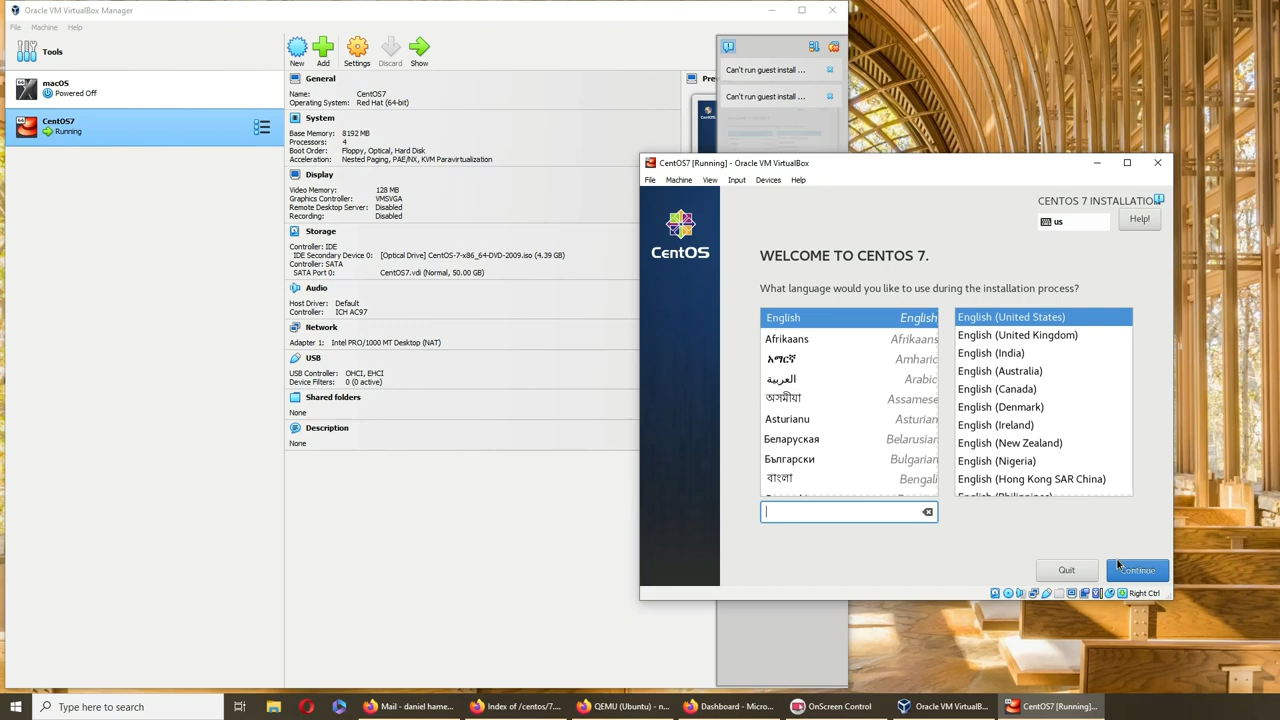 Oracle VM VirtualBox Manager
File Machine Help
Tools
macOS
Powered Off
CentOS7
Running
New
Add
Settings
Discard
Show
General
Name: CentOS7
Operating System: Red Hat (64-bit)
System
Base Memory: 8192 MB
Processors: 4
Boot Order: Floppy, Optical, Hard Disk
Acceleration: Nested Paging, PAE/NX, KVM Paravirtualization
Display
Video Memory: 128 MB
Graphics Controller: VMSVGA
Remote Desktop Server: Disabled
Recording: Disabled
Storage
Controller: IDE
IDE Secondary Device 0: [Optical Drive] CentOS-7-x86_64-DVD-2009.iso (4.39 GB)
Controller: SATA
SATA Port 0: CentOS7.vdi (Normal, 50.00 GB)
Audio
Host Driver: Default
Controller: ICH AC97
Network
Adapter 1: Intel PRO/1000 MT Desktop (NAT)
USB
USB Controller: OHCI, EHCI
Device Filters: 0 (0 active)
Shared folders
None
Description
None
Pre
Can't run guest install ...
Can't run guest install ...
CentOS7 [Running] - Oracle VM VirtualBox
File Machine View Input Devices Help
CentOS
CENTOS 7 INSTALLATIO
us
Help!
WELCOME TO CENTOS 7.
What language would you like to use during the installation process?
English English
Afrikaans Afrikaans
አማርኛ Amharic
العربية Arabic
অসমীয়া Assamese
Asturianu Asturian
Беларуская Belarusian
Български Bulgarian
বাংলা Bengali
English (United States)
English (United Kingdom)
English (India)
English (Australia)
English (Canada)
English (Denmark)
English (Ireland)
English (New Zealand)
English (Nigeria)
English (Hong Kong SAR China)
English (Philippines)
Quit
Continue
Right Ctrl
Type here to search
Mail - daniel hame...
Index of /centos/7....
QEMU (Ubuntu) - n...
Dashboard - Micro...
OnScreen Control
Oracle VM VirtualB...
CentOS7 [Running]...